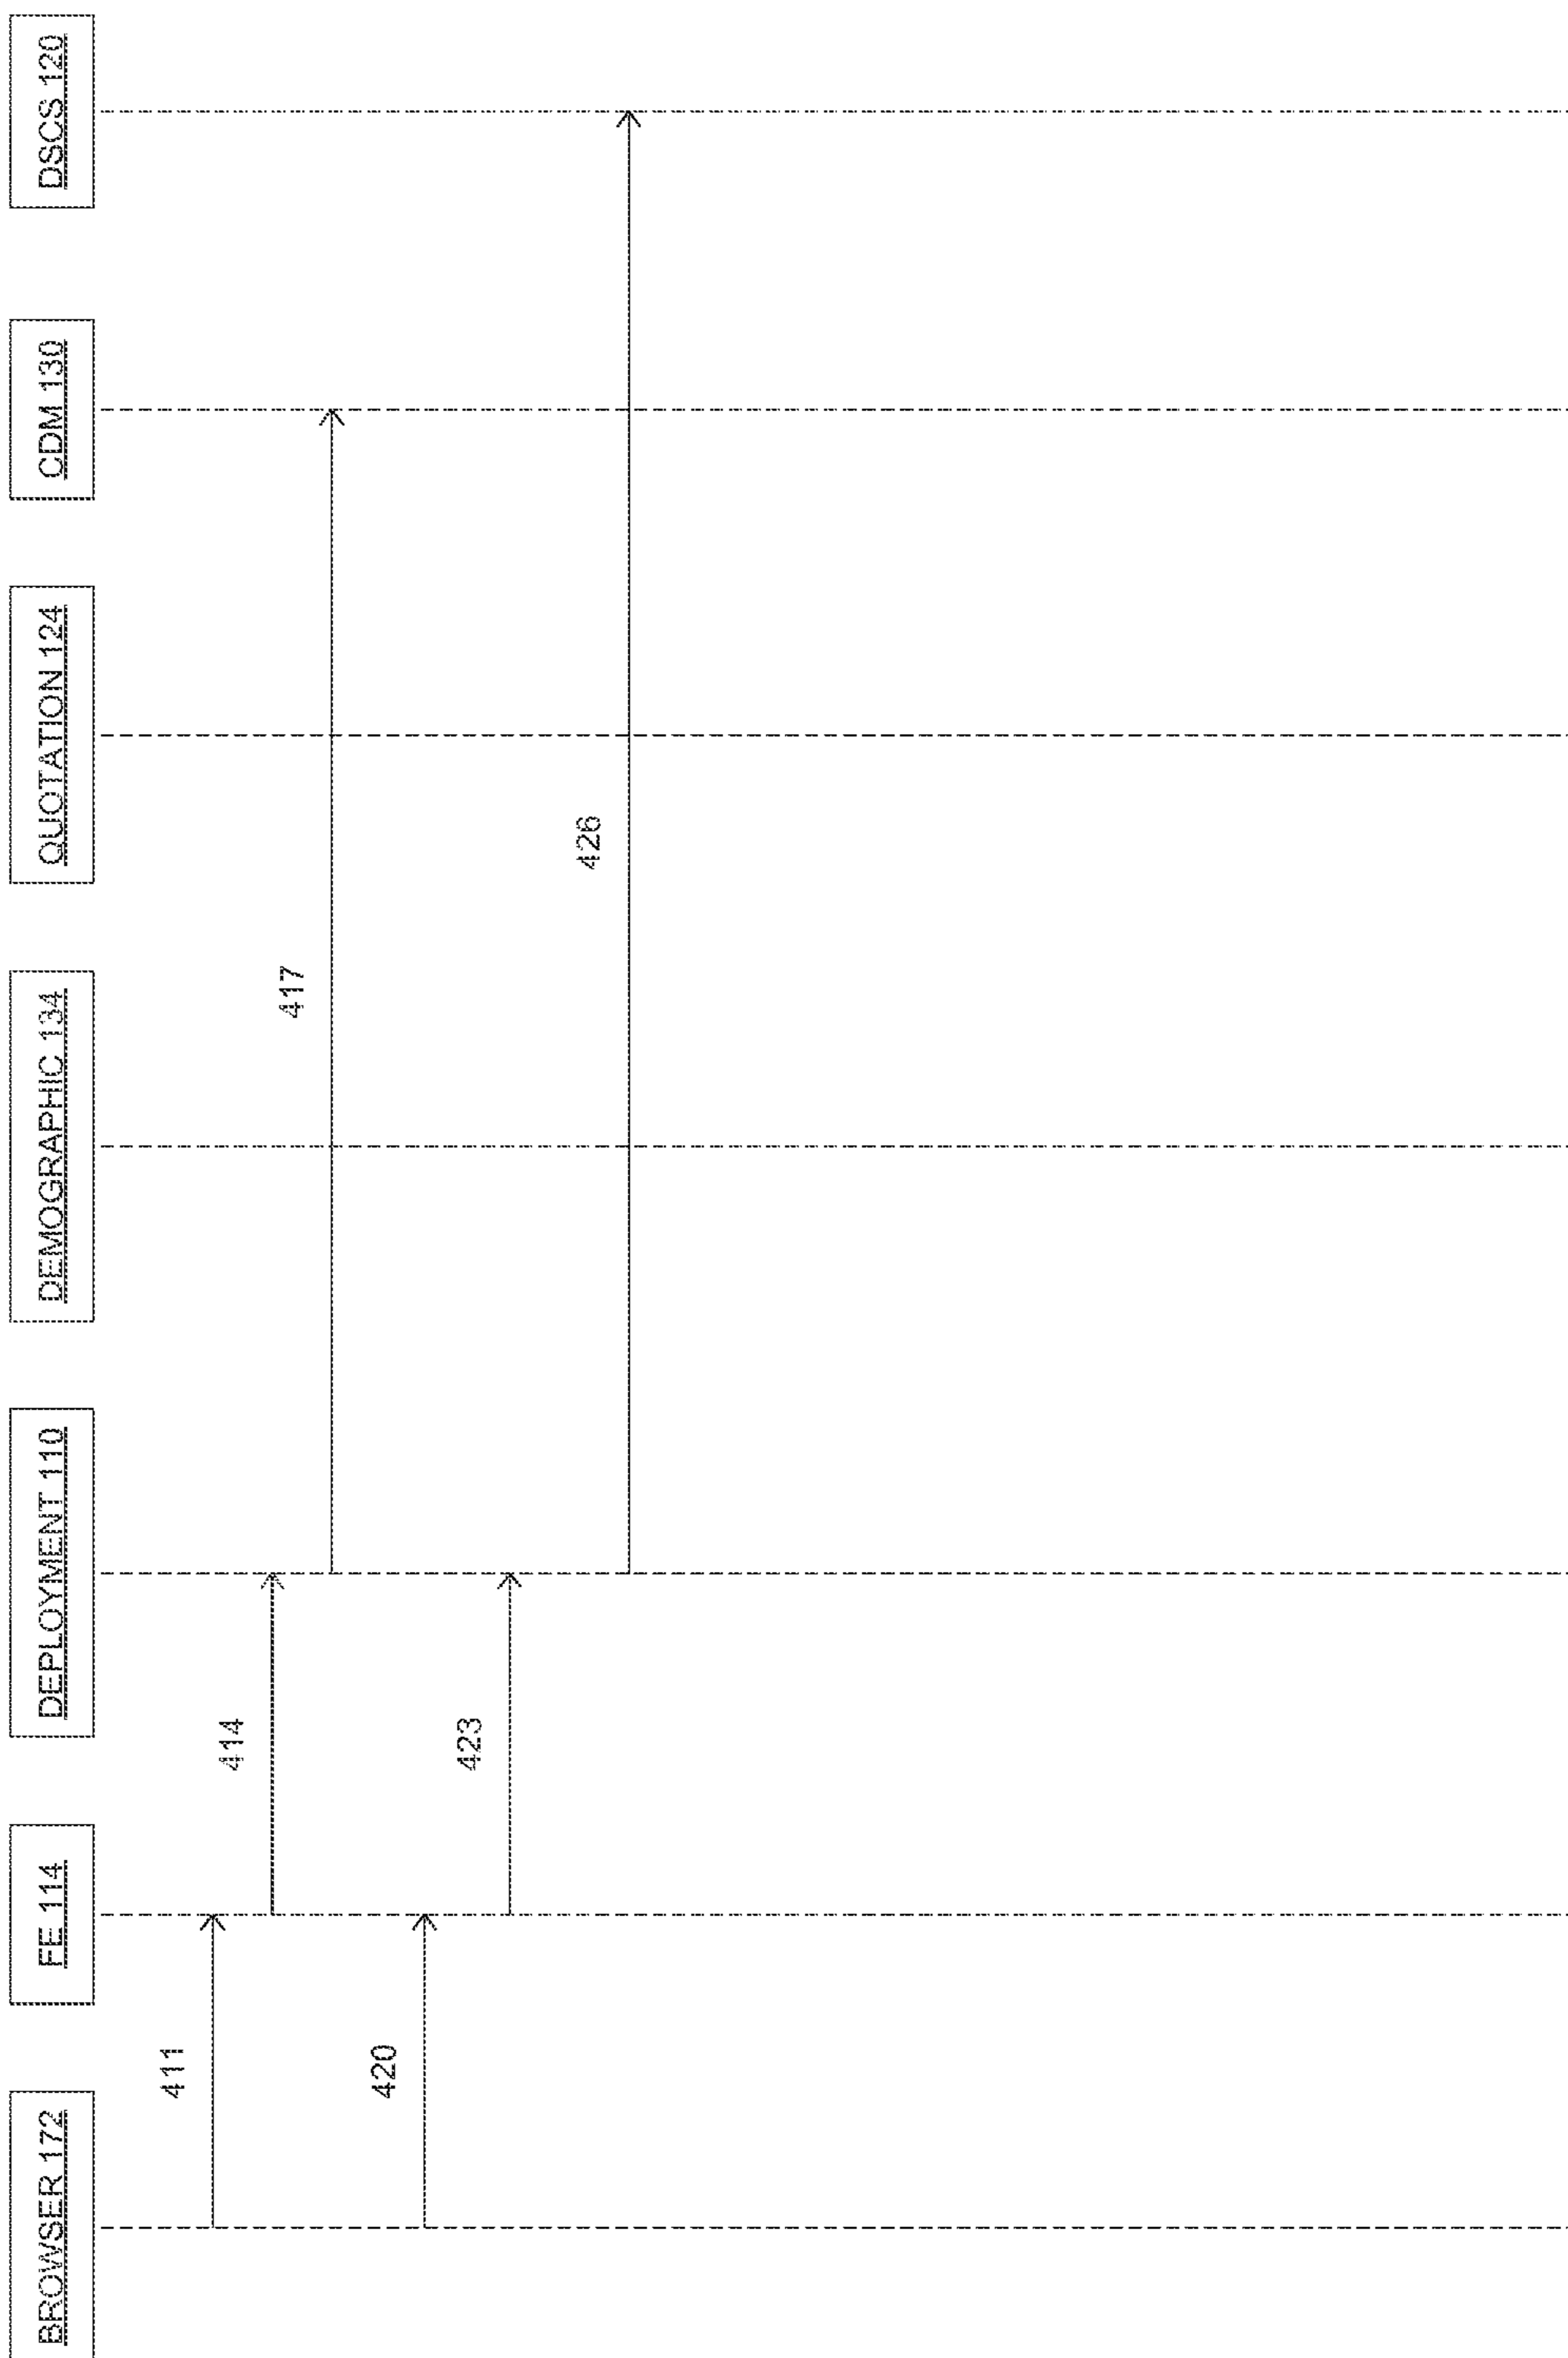 BROWSER 172
FE 114
DEPLOYMENT 110
DEMOGRAPHIC 134
QUOTATION 124
CDM 130
DSCS 120
411
414
417
420
423
426